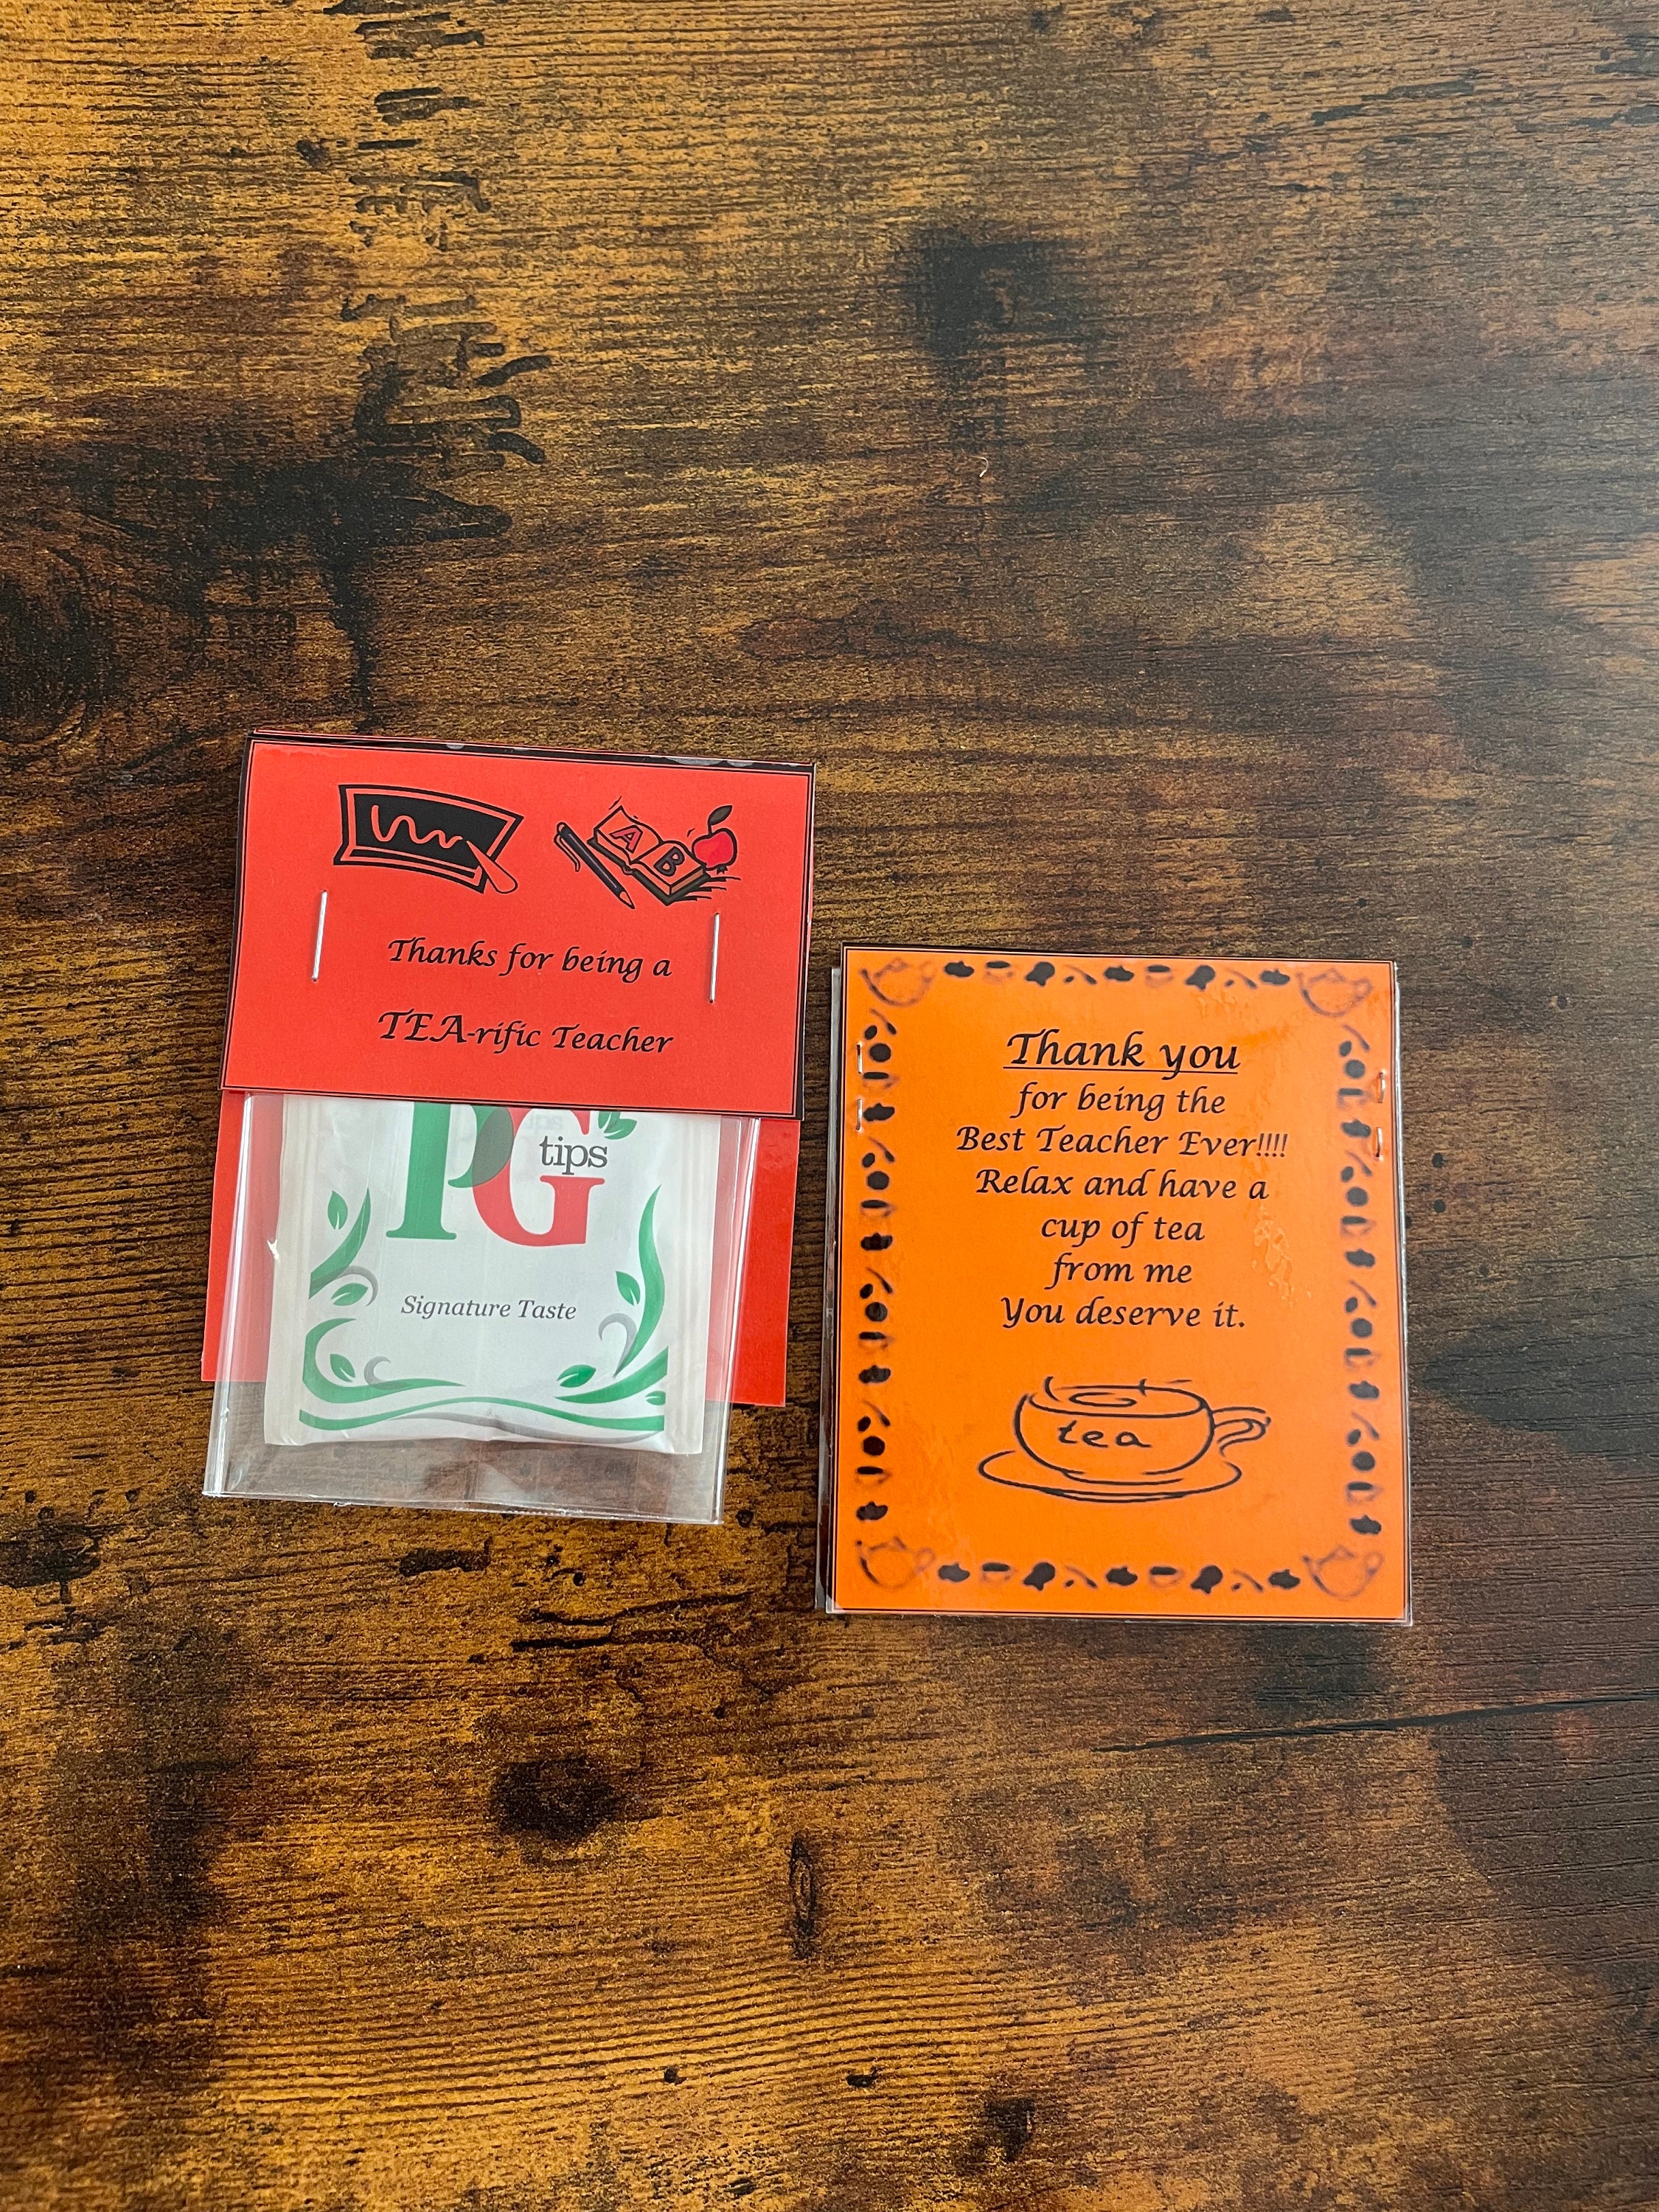 A B
Thanks for being a
TEA-rific Teacher
PG
tips
Signature Taste
Thank you
for being the
Best Teacher Ever!!!!
Relax and have a
cup of tea
from me
You deserve it.
tea